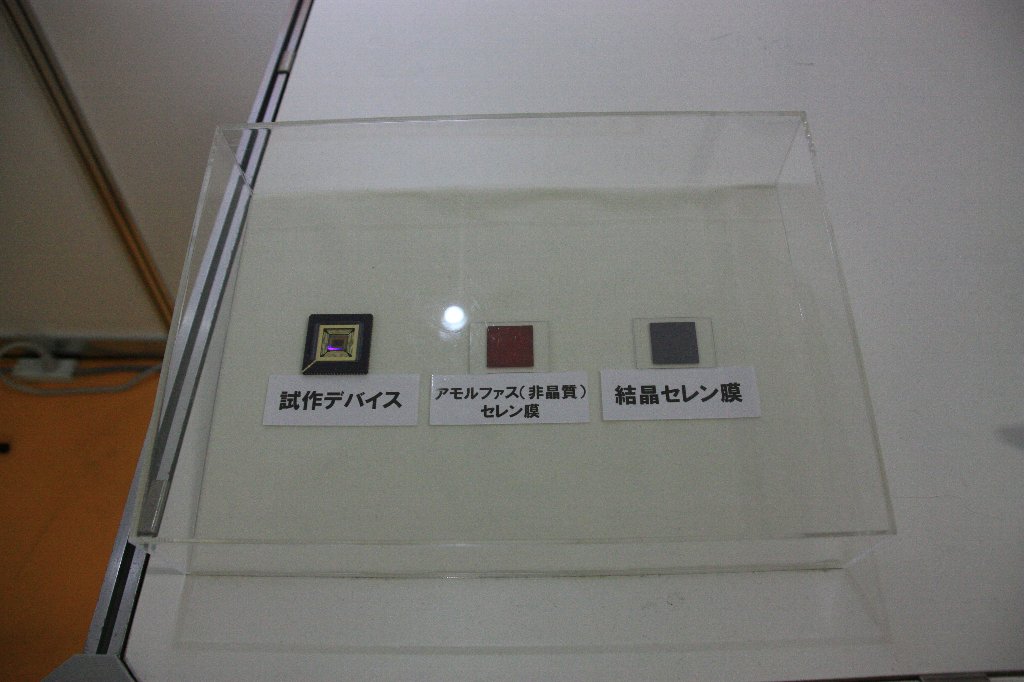 試作デバイス
アモルファス(非晶質)
セレン膜
結晶セレン膜